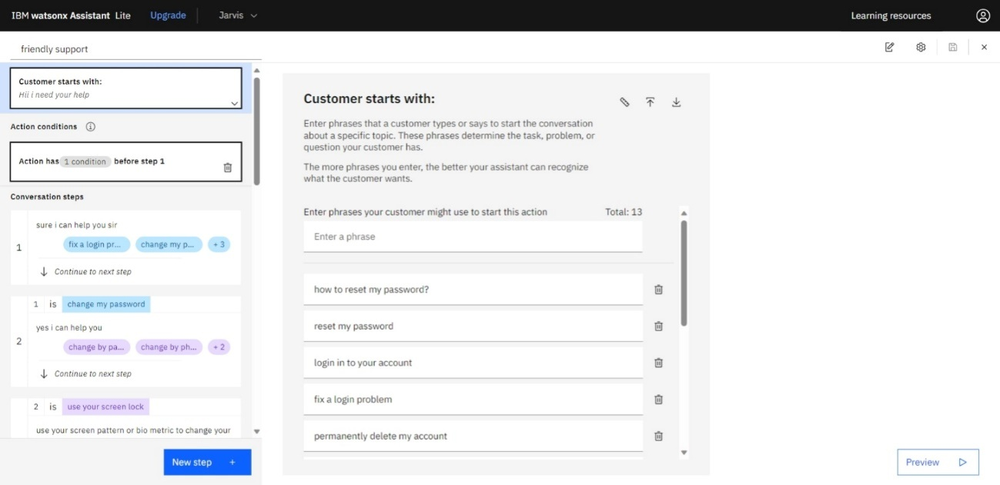 IBM watsonx Assistant Lite Upgrade Jarvis Learning resources
friendly support
Customer starts with:
Hii i need your help
Action conditions
Action has 1 condition before step 1
Conversation steps
1
sure i can help you sir
fix a login pr... change my p... + 3
Continue to next step
1 is change my password
2
yes i can help you
change by pa... change by ph... + 2
Continue to next step
2 is use your screen lock
use your screen pattern or bio metric to change your
New step +
Customer starts with:
Enter phrases that a customer types or says to start the conversation
about a specific topic. These phrases determine the task, problem, or
question your customer has.
The more phrases you enter, the better your assistant can recognize
what the customer wants.
Enter phrases your customer might use to start this action Total: 13
Enter a phrase
how to reset my password?
reset my password
login in to your account
fix a login problem
permanently delete my account
Preview